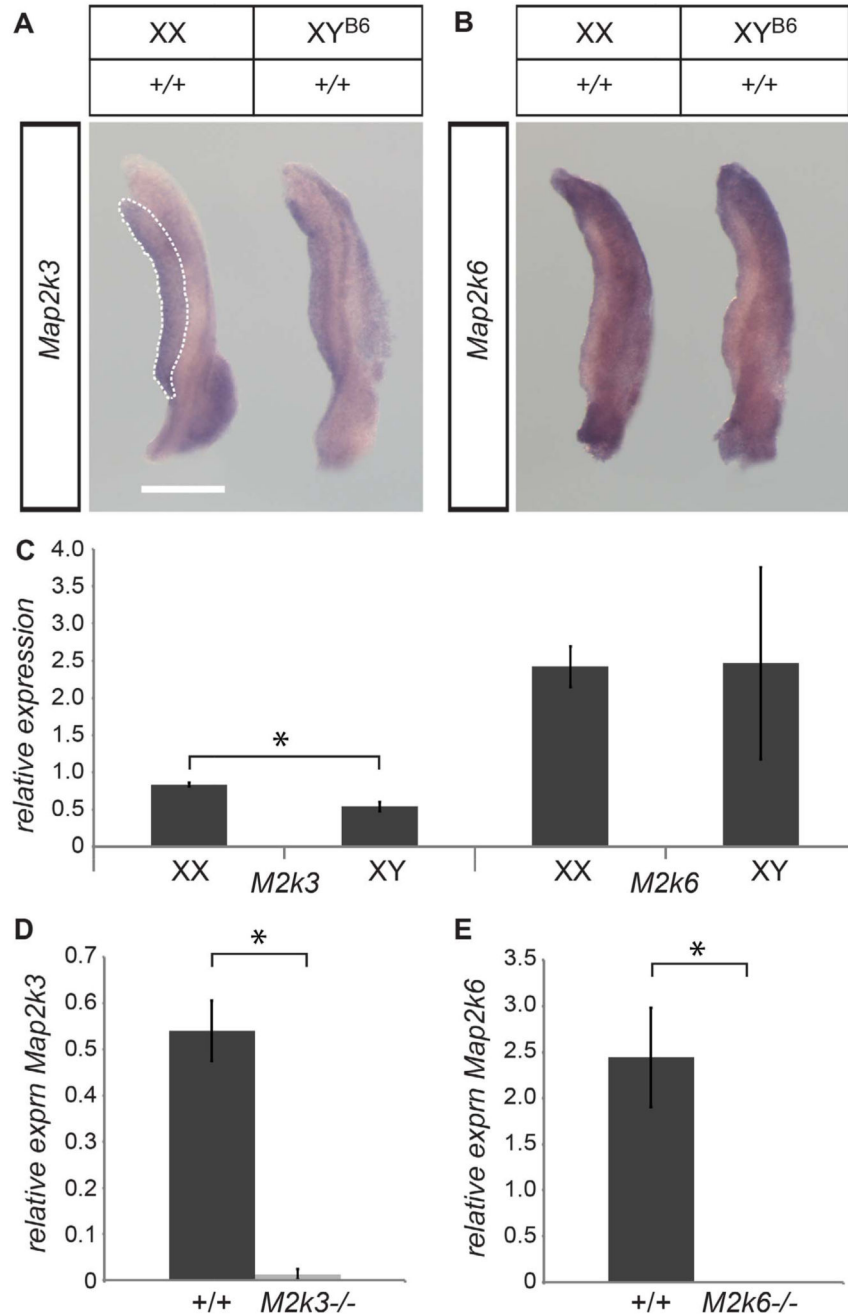 A
XX XY^B6
+/+ +/+
Map2k3
B
XX XY^B6
+/+ +/+
Map2k6
C
relative expression
4.0
3.5
3.0
2.5
2.0
1.5
1.0
0.5
0
*
XX M2k3 XY XX M2k6 XY
D
relative exprn Map2k3
0.7
0.6
0.5
0.4
0.3
0.2
0.1
0
*
+/+ M2k3-/-
E
relative exprn Map2k6
3.5
3.0
2.5
2.0
1.5
1.0
0.5
0
*
+/+ M2k6-/-